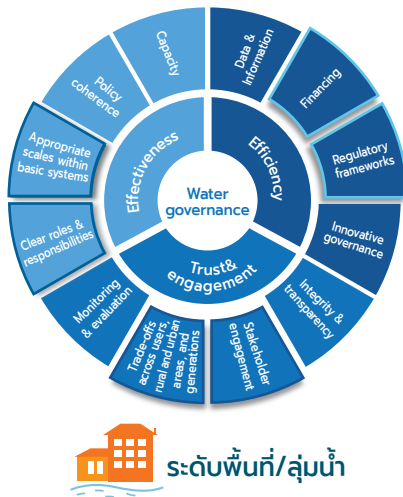 Water
governance
Effectiveness
Efficiency
Trust&
engagement
Data &
Information
Financing
Regulatory
frameworks
Innovative
governance
Integrity &
transparency
Stakeholder
engagement
Trade-offs
across users,
rural and urban
areas, and
generations
Monitoring
& evaluation
Clear roles &
responsibilities
Appropriate
scales within
basic systems
Policy
coherence
Capacity
ระดับพื้นที่/ลุ่มน้ำ